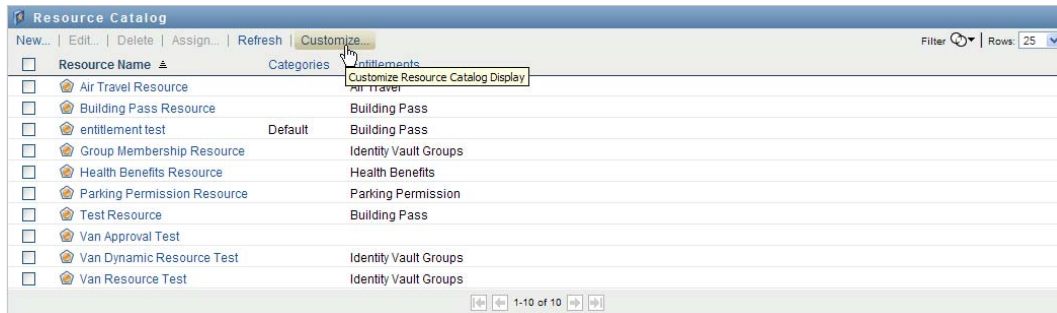 Resource Catalog
New... | Edit... | Delete | Assign... | Refresh | Customize... Filter | Rows: 25
Resource Name Categories Entitlements
Customize Resource Catalog Display
Air Travel Resource Air Travel
Building Pass Resource Building Pass
entitlement test Default Building Pass
Group Membership Resource Identity Vault Groups
Health Benefits Resource Health Benefits
Parking Permission Resource Parking Permission
Test Resource Building Pass
Van Approval Test
Van Dynamic Resource Test Identity Vault Groups
Van Resource Test Identity Vault Groups
1-10 of 10